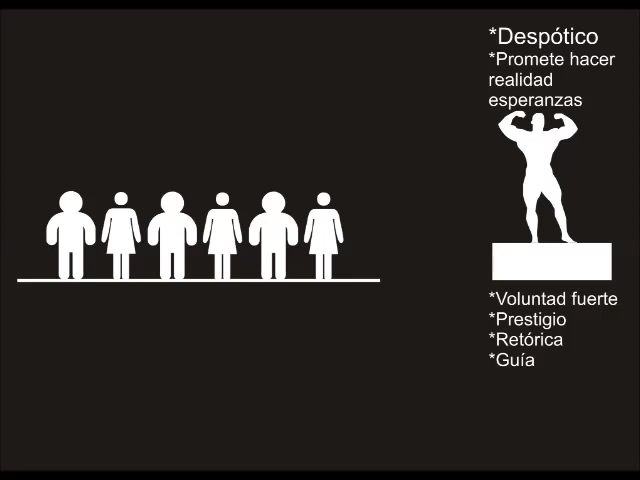 *Despótico
*Promete hacer
realidad
esperanzas
*Voluntad fuerte
*Prestigio
*Retórica
*Guía